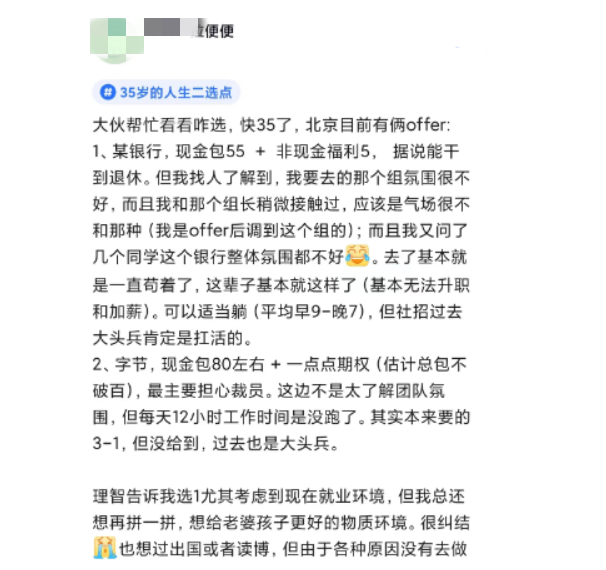 便便
#35岁的人生二选点
大伙帮忙看看咋选，快35了，北京目前有俩offer:
1、某银行，现金包55 + 非现金福利5， 据说能干
到退休。但我找人了解到，我要去的那个组氛围很不
好，而且我和那个组长稍微接触过，应该是气场很不
和那种（我是offer后调到这个组的）；而且我又问了
几个同学这个银行整体氛围都不好😂。去了基本就
是一直苟着了，这辈子基本就这样了（基本无法升职
和加薪）。可以适当躺（平均早9-晚7），但社招过去
大头兵肯定是扛活的。
2、字节，现金包80左右 + 一点点期权（估计总包不
破百），最主要担心裁员。这边不是太了解团队氛
围，但每天12小时工作时间是没跑了。其实本来要的
3-1，但没给到，过去也是大头兵。
理智告诉我选1尤其考虑到现在就业环境，但我总还
想再拼一拼，想给老婆孩子更好的物质环境。很纠结
😭也想过出国或者读博，但由于各种原因没有去做